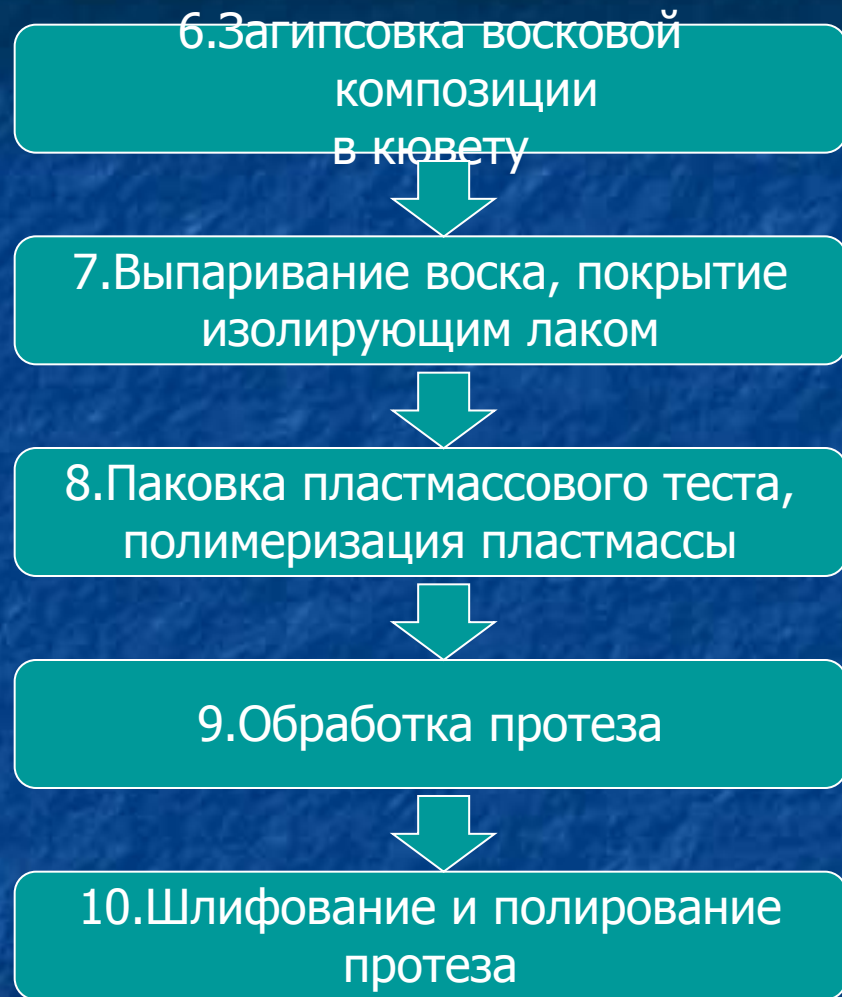 6.Загипсовка восковой
композиции
в кювету
7.Выпаривание воска, покрытие
изолирующим лаком
8.Паковка пластмассового теста,
полимеризация пластмассы
9.Обработка протеза
10.Шлифование и полирование
протеза